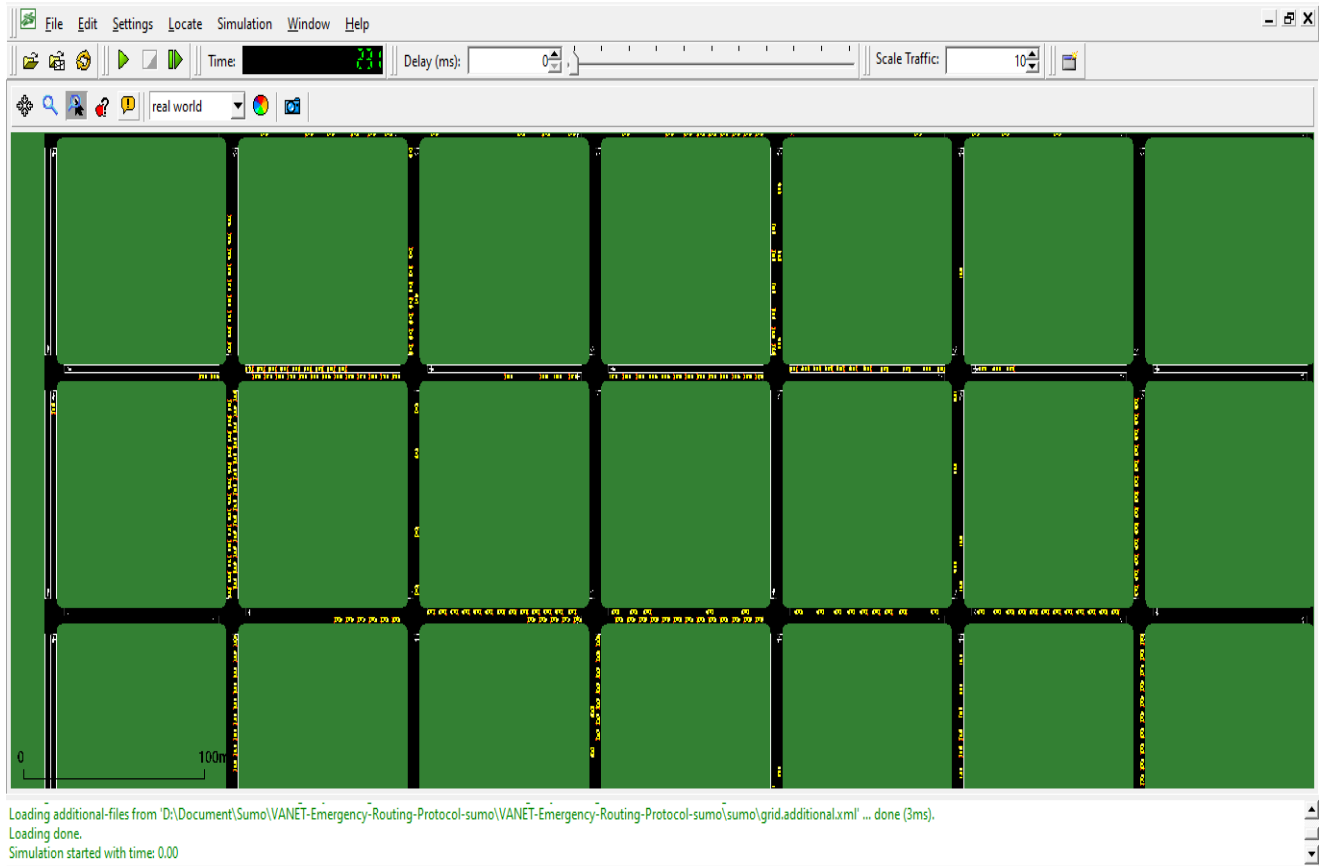 File Edit Settings Locate Simulation Window Help
Time: 231 Delay (ms): 0 Scale Traffic: 10
real world
0 100m
Loading additional-files from 'D:\Document\Sumo\VANET-Emergency-Routing-Protocol-sumo\VANET-Emergency-Routing-Protocol-sumo\sumo\grid.additional.xml' ... done (3ms).
Loading done.
Simulation started with time: 0.00